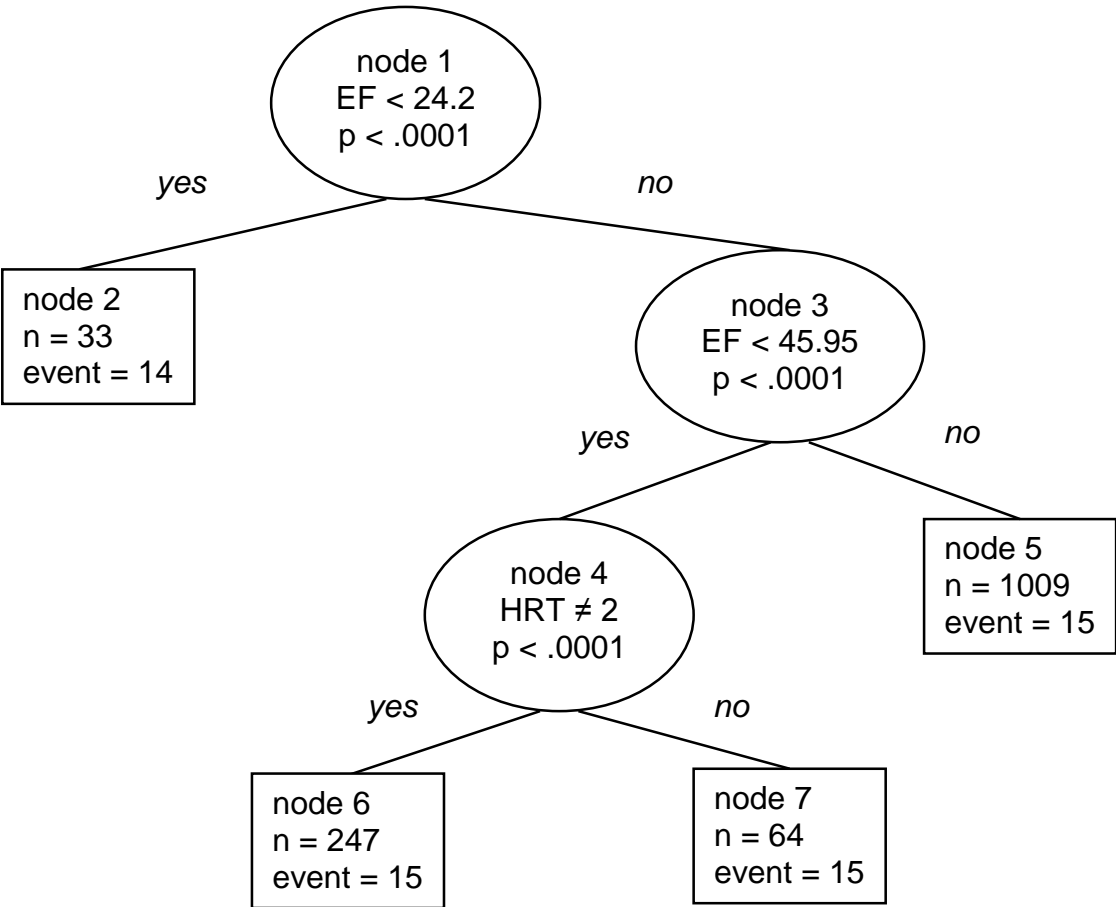 node 1
EF < 24.2
p < .0001
yes
no
node 2
n = 33
event = 14
node 3
EF < 45.95
p < .0001
yes
no
node 4
HRT ≠ 2
p < .0001
node 5
n = 1009
event = 15
yes
no
node 6
n = 247
event = 15
node 7
n = 64
event = 15